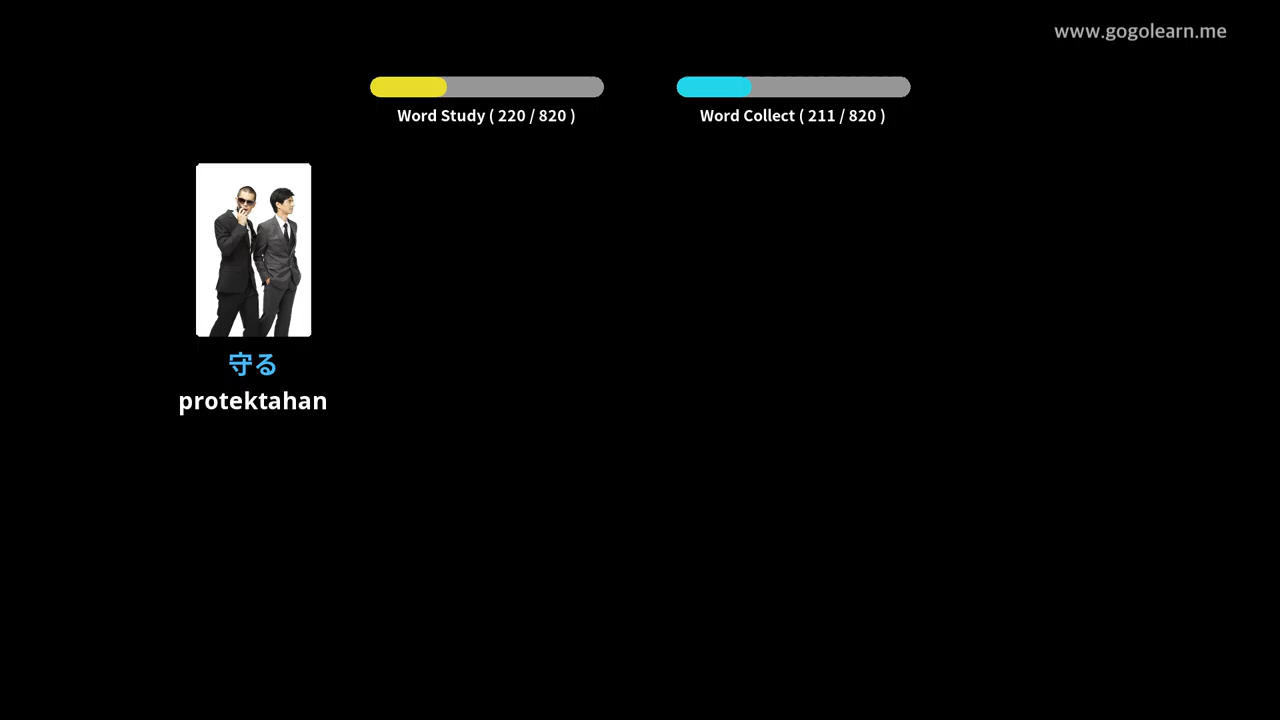 www.gogolearn.me
Word Study ( 220 / 820 )
Word Collect ( 211 / 820 )
守る
protektahan